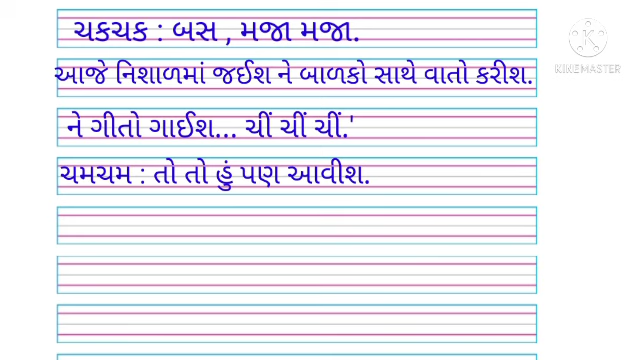 ચકચક : બસ , મજા મજા.
આજે નિશાળમાં જઈશ ને બાળકો સાથે વાતો કરીશ.
ને ગીતો ગાઈશ... ચીં ચીં ચીં.'
ચમચમ : તો તો હું પણ આવીશ.
KINEMASTER